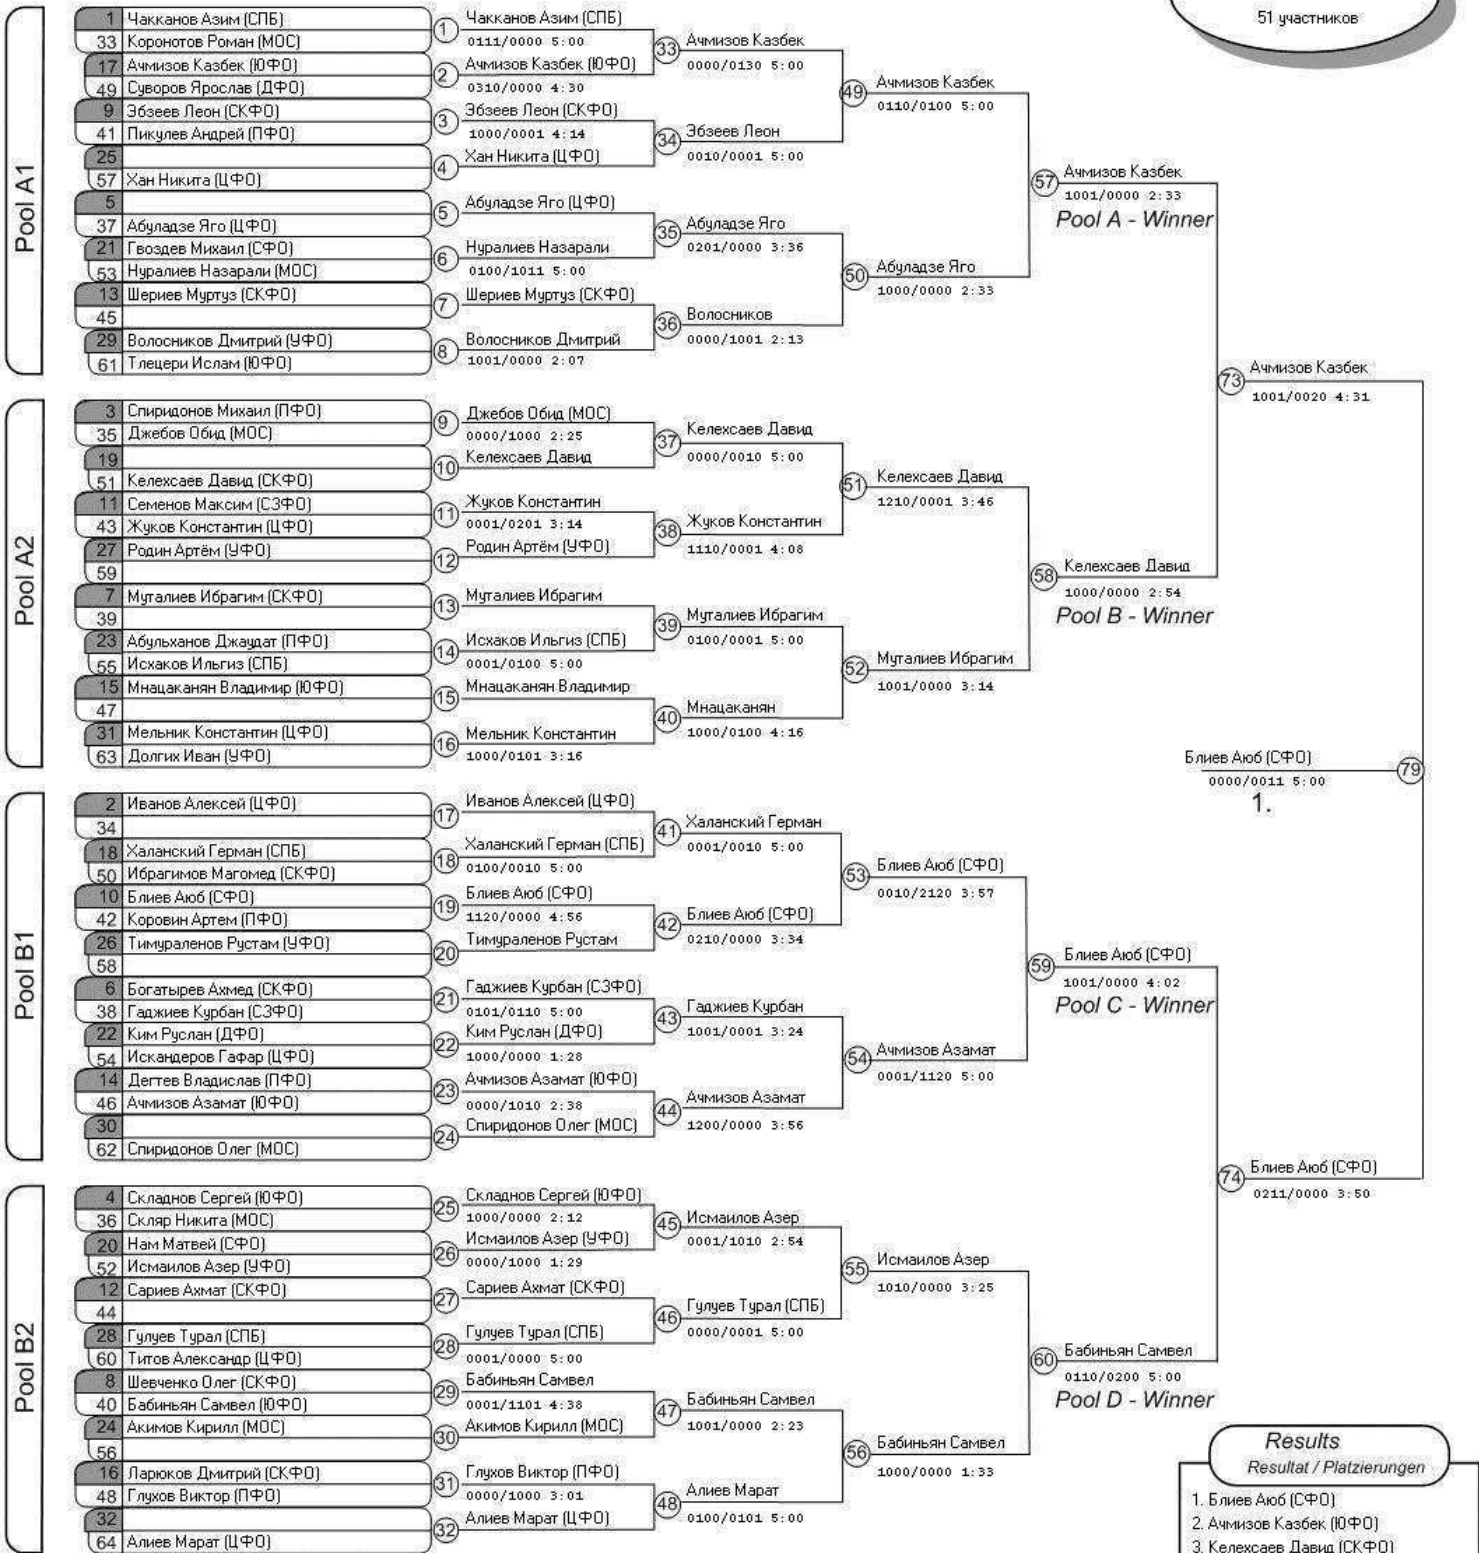 51 участников
Pool A1
1 Чакканов Азим (СПБ)
33 Коронотов Роман (МОС)
17 Ачмизов Казбек (ЮФО)
49 Суворов Ярослав (ДФО)
9 Эбзеев Леон (СКФО)
41 Пикулев Андрей (ПФО)
25
57 Хан Никита (ЦФО)
5
37 Абуладзе Яго (ЦФО)
21 Гвоздев Михаил (СФО)
53 Нуралиев Назарали (МОС)
13 Шериев Муртуз (СКФО)
45
29 Волосников Дмитрий (УФО)
61 Тлецери Ислам (ЮФО)
1 Чакканов Азим (СПБ)
0111/0000 5:00
2 Ачмизов Казбек (ЮФО)
0310/0000 4:30
3 Эбзеев Леон (СКФО)
1000/0001 4:14
4 Хан Никита (ЦФО)
5 Абуладзе Яго (ЦФО)
6 Нуралиев Назарали
0100/1011 5:00
7 Шериев Муртуз (СКФО)
8 Волосников Дмитрий
1001/0000 2:07
33 Ачмизов Казбек
0000/0130 5:00
34 Эбзеев Леон
0010/0001 5:00
35 Абуладзе Яго
0201/0000 3:36
36 Волосников
0000/1001 2:13
49 Ачмизов Казбек
0110/0100 5:00
50 Абуладзе Яго
1000/0000 2:33
57 Ачмизов Казбек
1001/0000 2:33
Pool A - Winner
Pool A2
3 Спиридонов Михаил (ПФО)
35 Джебов Обид (МОС)
19
51 Келехсаев Давид (СКФО)
11 Семенов Максим (СЗФО)
43 Жуков Константин (ЦФО)
27 Родин Артём (УФО)
59
7 Муталиев Ибрагим (СКФО)
39
23 Абульханов Джаудат (ПФО)
55 Исхаков Ильгиз (СПБ)
15 Мнацаканян Владимир (ЮФО)
47
31 Мельник Константин (ЦФО)
63 Долгих Иван (УФО)
9 Джебов Обид (МОС)
0000/1000 2:25
10 Келехсаев Давид
11 Жуков Константин
0001/0201 3:14
12 Родин Артём (УФО)
13 Муталиев Ибрагим
14 Исхаков Ильгиз (СПБ)
0001/0100 5:00
15 Мнацаканян Владимир
16 Мельник Константин
1000/0101 3:16
37 Келехсаев Давид
0000/0010 5:00
38 Жуков Константин
1110/0001 4:08
39 Муталиев Ибрагим
0100/0001 5:00
40 Мнацаканян
1000/0100 4:16
51 Келехсаев Давид
1210/0001 3:46
52 Муталиев Ибрагим
1001/0000 3:14
58 Келехсаев Давид
1000/0000 2:54
Pool B - Winner
73 Ачмизов Казбек
1001/0020 4:31
Блиев Аюб (СФО) 79
0000/0011 5:00
1.
Pool B1
2 Иванов Алексей (ЦФО)
34
18 Халанский Герман (СПБ)
50 Ибрагимов Магомед (СКФО)
10 Блиев Аюб (СФО)
42 Коровин Артем (ПФО)
26 Тимураленов Рустам (УФО)
58
6 Богатырев Ахмед (СКФО)
38 Гаджиев Курбан (СЗФО)
22 Ким Руслан (ДФО)
54 Искандеров Гафар (ЦФО)
14 Дегтев Владислав (ПФО)
46 Ачмизов Азамат (ЮФО)
30
62 Спиридонов Олег (МОС)
17 Иванов Алексей (ЦФО)
18 Халанский Герман (СПБ)
0100/0010 5:00
19 Блиев Аюб (СФО)
1120/0000 4:56
20 Тимураленов Рустам
21 Гаджиев Курбан (СЗФО)
0101/0110 5:00
22 Ким Руслан (ДФО)
1000/0000 1:28
23 Ачмизов Азамат (ЮФО)
0000/1010 2:38
24 Спиридонов Олег (МОС)
41 Халанский Герман
0001/0010 5:00
42 Блиев Аюб (СФО)
0210/0000 3:34
43 Гаджиев Курбан
1001/0001 3:24
44 Ачмизов Азамат
1200/0000 3:56
53 Блиев Аюб (СФО)
0010/2120 3:57
54 Ачмизов Азамат
0001/1120 5:00
59 Блиев Аюб (СФО)
1001/0000 4:02
Pool C - Winner
Pool B2
4 Складнов Сергей (ЮФО)
36 Скляр Никита (МОС)
20 Нам Матвей (СФО)
52 Исмаилов Азер (УФО)
12 Сариев Ахмат (СКФО)
44
28 Гулуев Турал (СПБ)
60 Титов Александр (ЦФО)
8 Шевченко Олег (СКФО)
40 Бабиньян Самвел (ЮФО)
24 Акимов Кирилл (МОС)
56
16 Ларюков Дмитрий (СКФО)
48 Глухов Виктор (ПФО)
32
64 Алиев Марат (ЦФО)
25 Складнов Сергей (ЮФО)
1000/0000 2:12
26 Исмаилов Азер (УФО)
0000/1000 1:29
27 Сариев Ахмат (СКФО)
28 Гулуев Турал (СПБ)
0001/0000 5:00
29 Бабиньян Самвел
0001/1101 4:38
30 Акимов Кирилл (МОС)
31 Глухов Виктор (ПФО)
0000/1000 3:01
32 Алиев Марат (ЦФО)
45 Исмаилов Азер
0001/1010 2:54
46 Гулуев Турал (СПБ)
0000/0001 5:00
47 Бабиньян Самвел
1001/0000 2:23
48 Алиев Марат
0100/0101 5:00
55 Исмаилов Азер
1010/0000 3:25
56 Бабиньян Самвел
1000/0000 1:33
60 Бабиньян Самвел
0110/0200 5:00
Pool D - Winner
74 Блиев Аюб (СФО)
0211/0000 3:50
Results
Resultat / Platzierungen
1. Блиев Аюб (СФО)
2. Ачмизов Казбек (ЮФО)
3. Келехсаев Давид (СКФО)